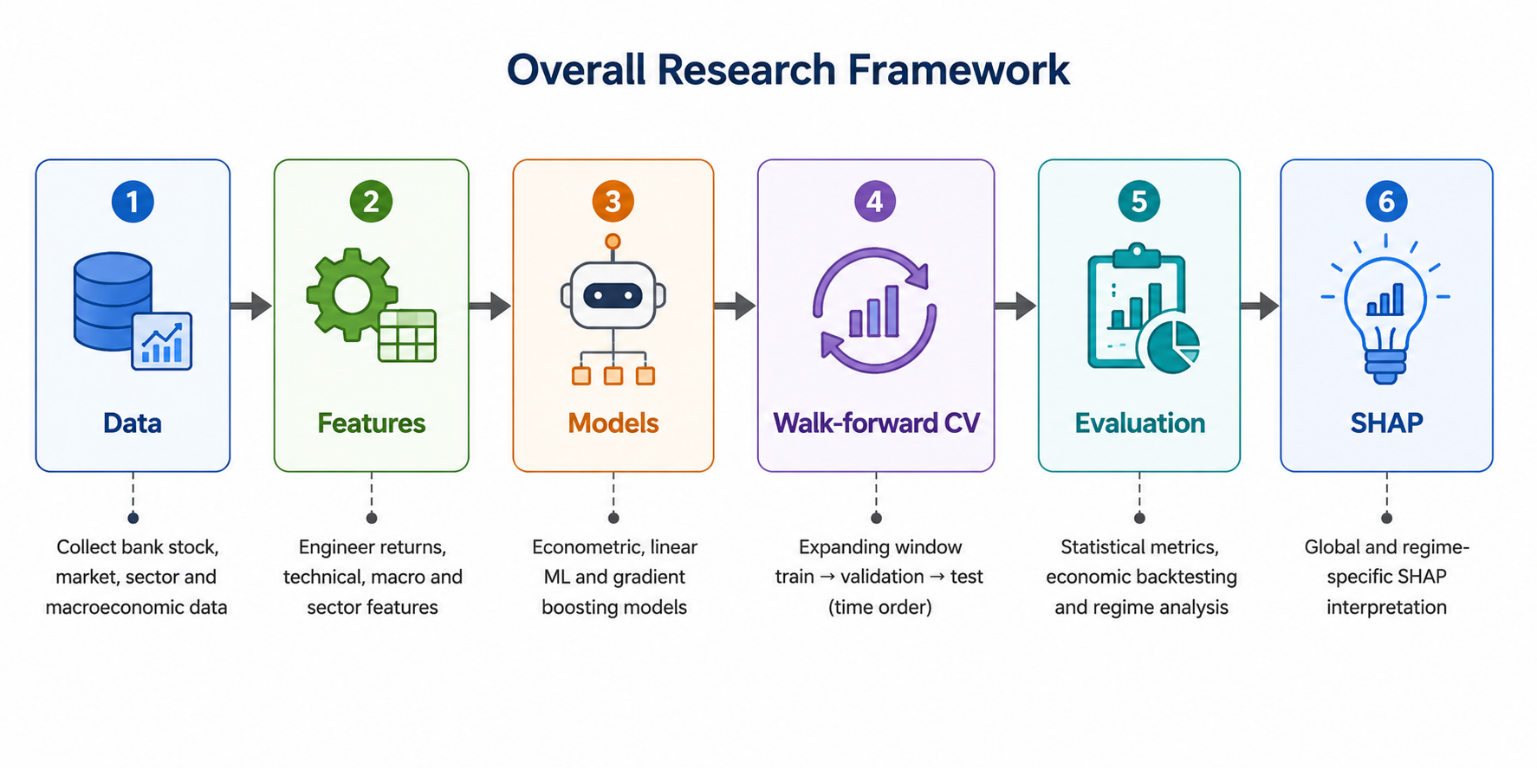 Overall Research Framework
1
2
3
4
5
6
Data
Features
Models
Walk-forward CV
Evaluation
SHAP
Collect bank stock,
market, sector and
macroeconomic data
Engineer returns,
technical, macro and
sector features
Econometric, linear
ML and gradient
boosting models
Expanding window
train → validation → test
(time order)
Statistical metrics,
economic backtesting
and regime analysis
Global and regime-
specific SHAP
interpretation